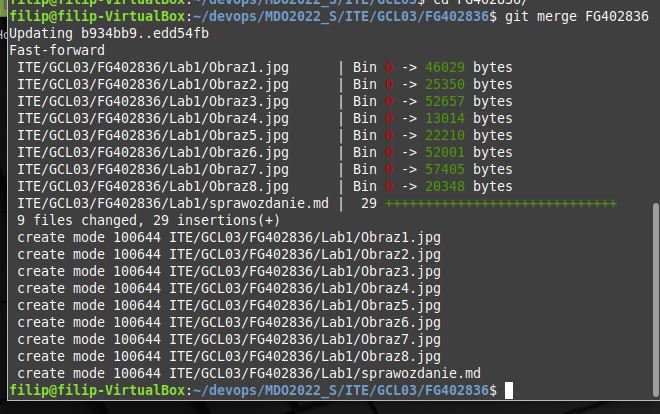 filip@filip-VirtualBox:~/devops/MDO2022_S/ITE/GCL03$ cd FG402836/
filip@filip-VirtualBox:~/devops/MDO2022_S/ITE/GCL03/FG402836$ git merge FG402836
Updating b934bb9..edd54fb
Fast-forward
 ITE/GCL03/FG402836/Lab1/Obraz1.jpg      | Bin 0 -> 46029 bytes
 ITE/GCL03/FG402836/Lab1/Obraz2.jpg      | Bin 0 -> 25350 bytes
 ITE/GCL03/FG402836/Lab1/Obraz3.jpg      | Bin 0 -> 52657 bytes
 ITE/GCL03/FG402836/Lab1/Obraz4.jpg      | Bin 0 -> 13014 bytes
 ITE/GCL03/FG402836/Lab1/Obraz5.jpg      | Bin 0 -> 22210 bytes
 ITE/GCL03/FG402836/Lab1/Obraz6.jpg      | Bin 0 -> 52001 bytes
 ITE/GCL03/FG402836/Lab1/Obraz7.jpg      | Bin 0 -> 57405 bytes
 ITE/GCL03/FG402836/Lab1/Obraz8.jpg      | Bin 0 -> 20348 bytes
 ITE/GCL03/FG402836/Lab1/sprawozdanie.md |  29 +++++++++++++++++++++++++++++
 9 files changed, 29 insertions(+)
 create mode 100644 ITE/GCL03/FG402836/Lab1/Obraz1.jpg
 create mode 100644 ITE/GCL03/FG402836/Lab1/Obraz2.jpg
 create mode 100644 ITE/GCL03/FG402836/Lab1/Obraz3.jpg
 create mode 100644 ITE/GCL03/FG402836/Lab1/Obraz4.jpg
 create mode 100644 ITE/GCL03/FG402836/Lab1/Obraz5.jpg
 create mode 100644 ITE/GCL03/FG402836/Lab1/Obraz6.jpg
 create mode 100644 ITE/GCL03/FG402836/Lab1/Obraz7.jpg
 create mode 100644 ITE/GCL03/FG402836/Lab1/Obraz8.jpg
 create mode 100644 ITE/GCL03/FG402836/Lab1/sprawozdanie.md
filip@filip-VirtualBox:~/devops/MDO2022_S/ITE/GCL03/FG402836$